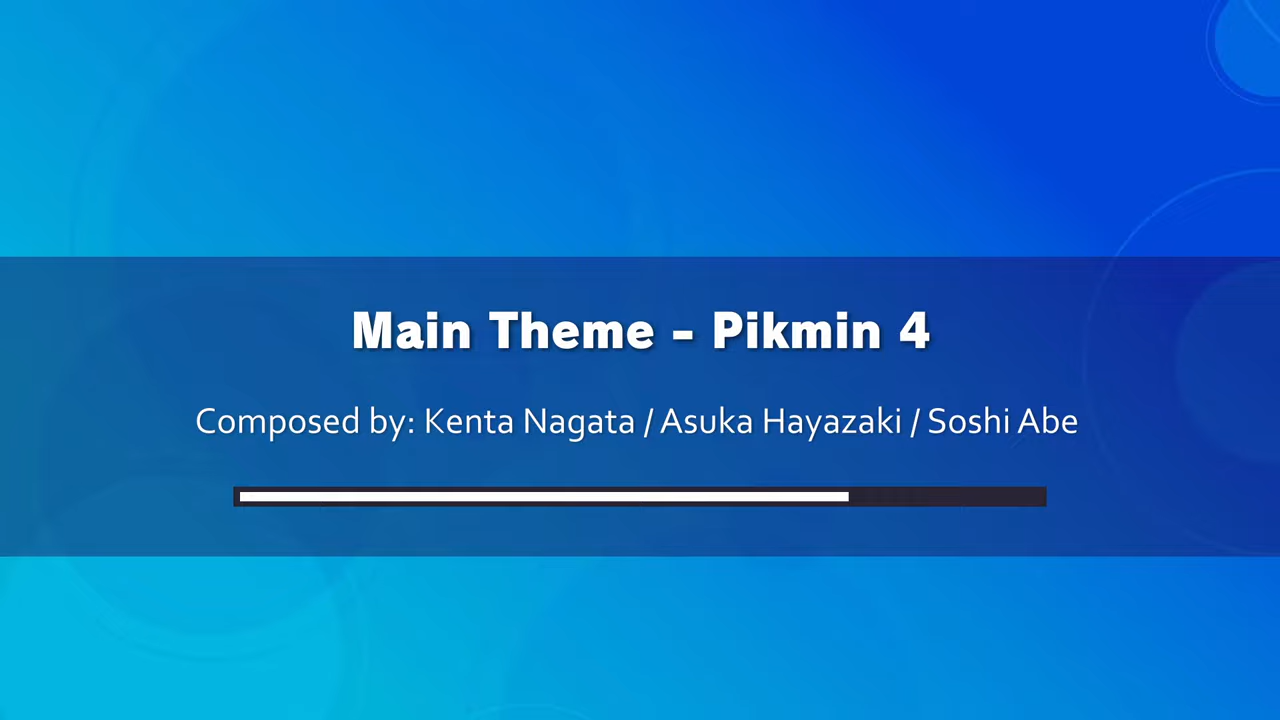 Main Theme - Pikmin 4
Composed by: Kenta Nagata / Asuka Hayazaki / Soshi Abe